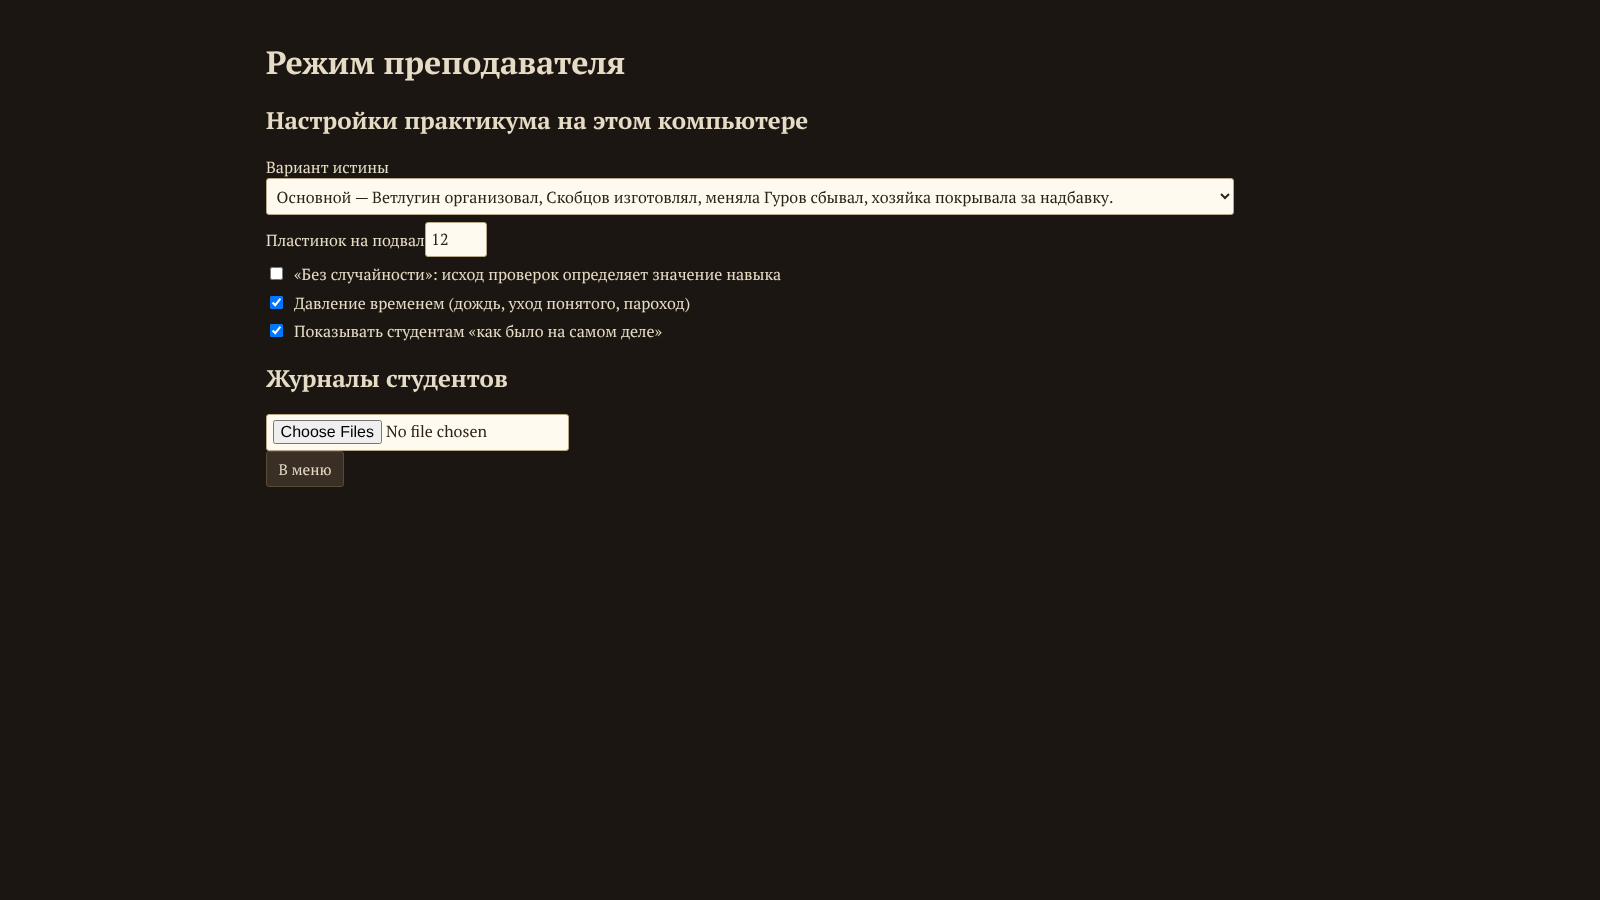 Режим преподавателя
Настройки практикума на этом компьютере
Вариант истины
Основной — Ветлугин организовал, Скобцов изготовлял, меняла Гуров сбывал, хозяйка покрывала за надбавку.
Пластинок на подвал 12
«Без случайности»: исход проверок определяет значение навыка
Давление временем (дождь, уход понятого, пароход)
Показывать студентам «как было на самом деле»
Журналы студентов
Choose Files No file chosen
В меню